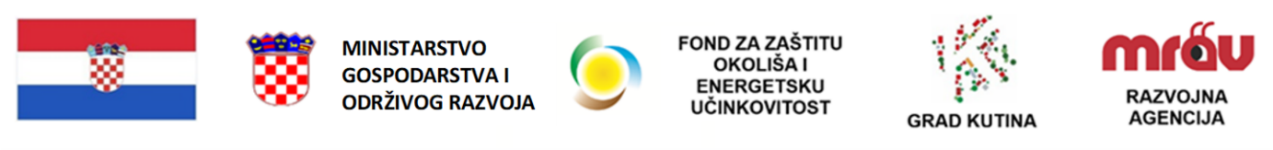 MINISTARSTVO
GOSPODARSTVA I
ODRŽIVOG RAZVOJA
FOND ZA ZAŠTITU
OKOLIŠA I
ENERGETSKU
UČINKOVITOST
GRAD KUTINA
mrav
RAZVOJNA
AGENCIJA